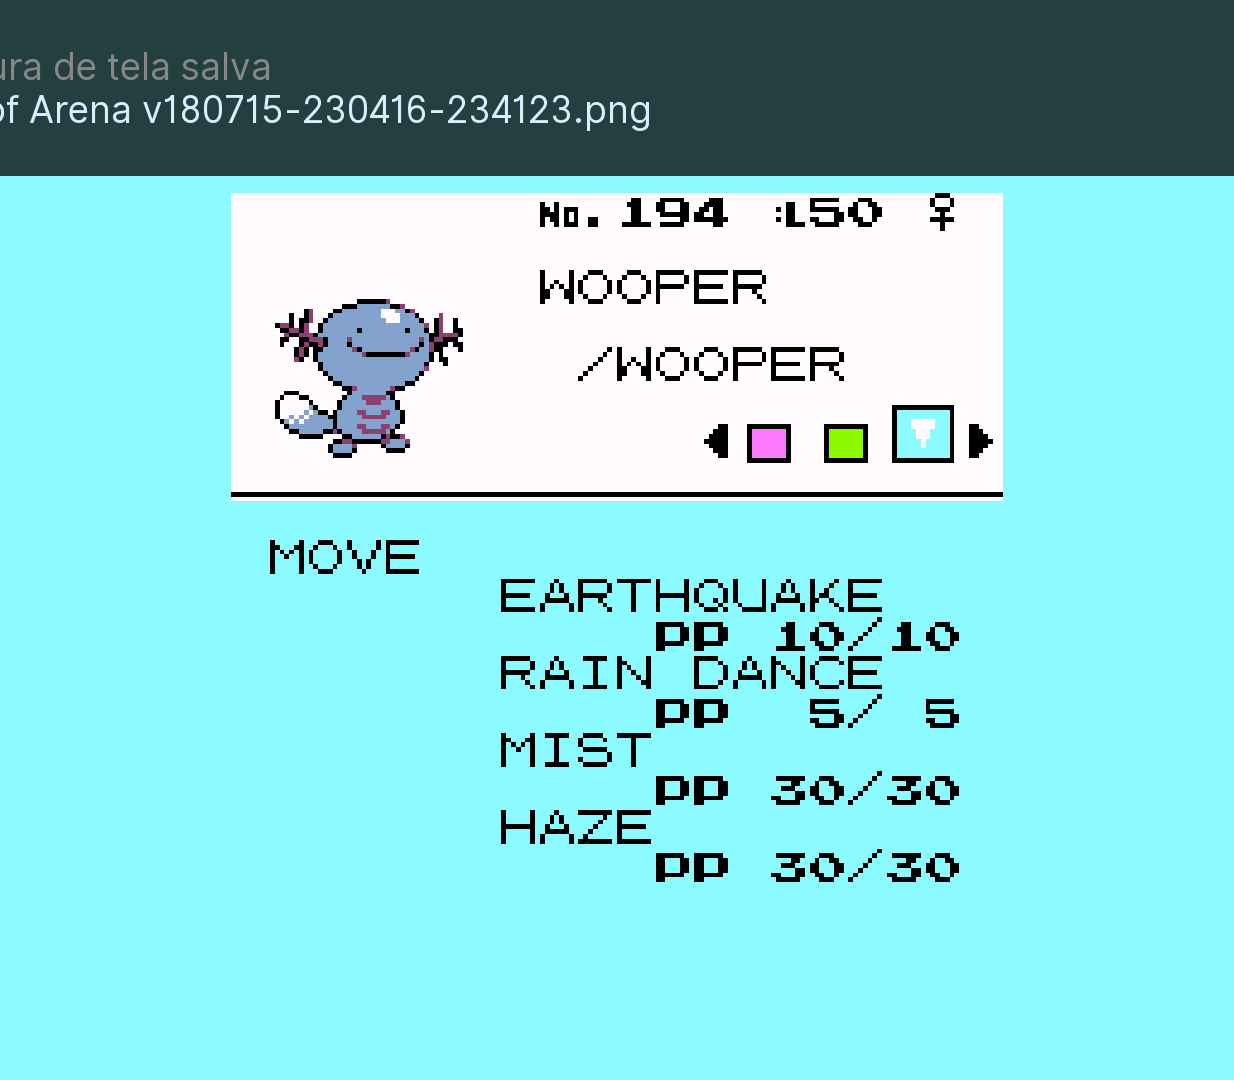 ura de tela salva
of Arena v180715-230416-234123.png
No. 194 :L50 ♀
WOOPER
/WOOPER
MOVE
EARTHQUAKE
PP 10/10
RAIN DANCE
PP 5/ 5
MIST
PP 30/30
HAZE
PP 30/30